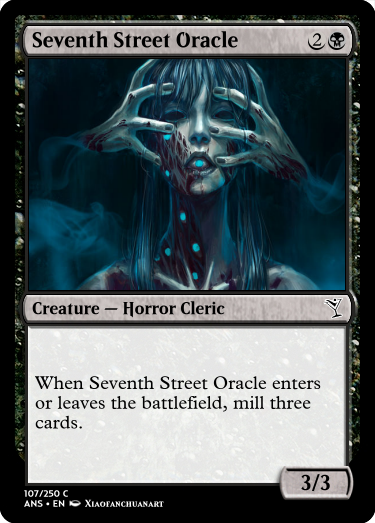 Seventh Street Oracle 2
Creature — Horror Cleric
When Seventh Street Oracle enters
or leaves the battlefield, mill three
cards.
3/3
107/250 C
ANS • EN Xiaofanchuanart